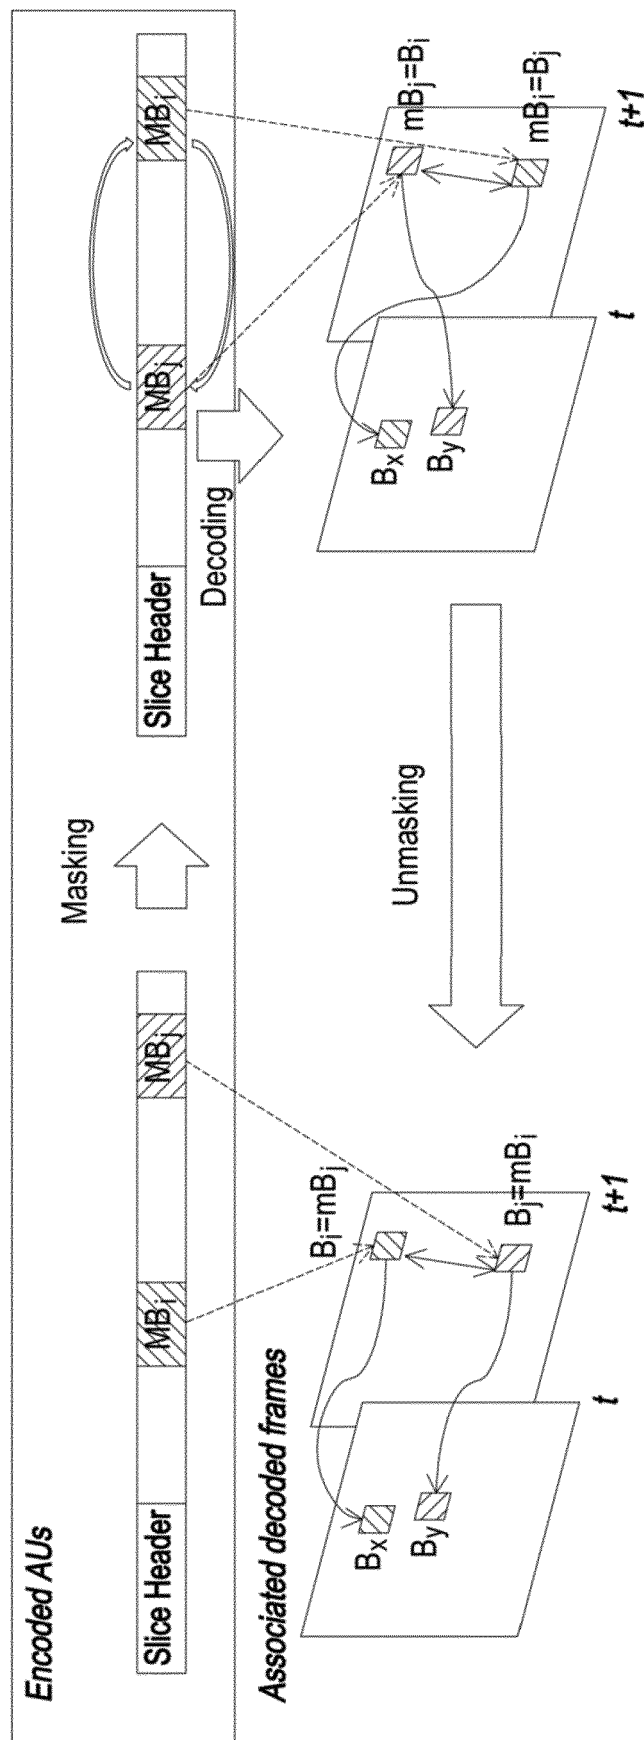 Encoded AUs
Slice Header
MBi
MBj
Masking
Slice Header
MBj
MBi
Decoding
Associated decoded frames
Bx
By
t
Bi=mBj
Bj=mBi
t+1
Unmasking
Bx
By
t
mBj=Bi
mBi=Bj
t+1